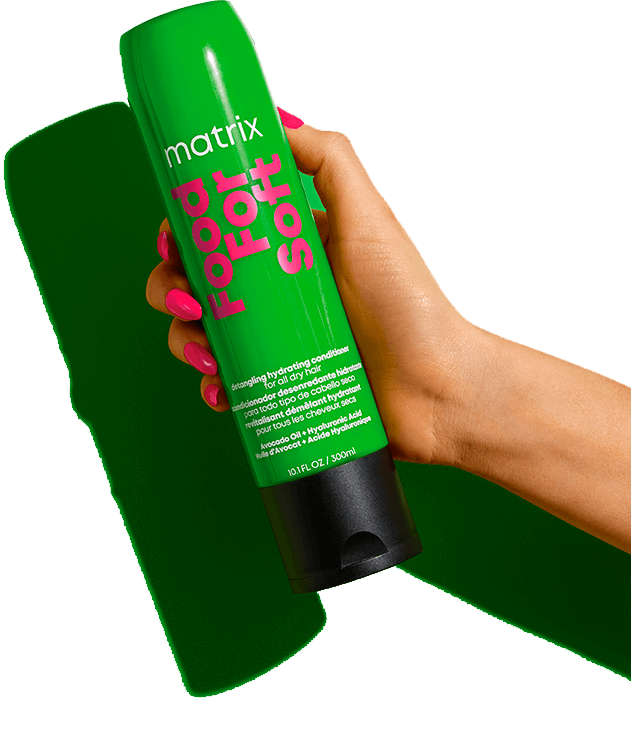 matrix
Food
For
Soft
detangling hydrating conditioner
for all dry hair
acondicionador desenredante hidratante
para todo tipo de cabello seco
revitalisant démêlant hydratant
pour tous les cheveux secs
Avocado Oil + Hyaluronic Acid
Huile d'Avocat + Acide Hyaluronique
10.1 FL OZ / 300ml